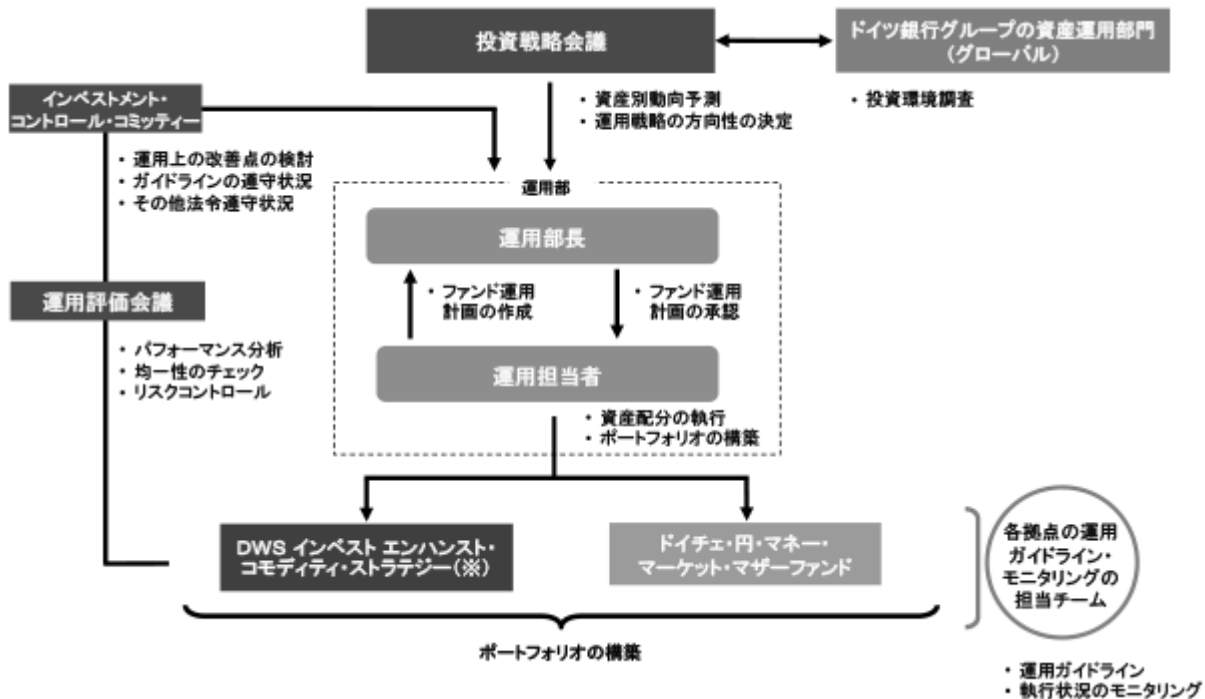 投資戦略会議
ドイツ銀行グループの資産運用部門
(グローバル)
・投資環境調査
・資産別動向予測
・運用戦略の方向性の決定
インベストメント・
コントロール・コミッティー
・運用上の改善点の検討
・ガイドラインの遵守状況
・その他法令遵守状況
運用部
運用部長
・ファンド運用
計画の作成
・ファンド運用
計画の承認
運用担当者
・資産配分の執行
・ポートフォリオの構築
運用評価会議
・パフォーマンス分析
・均一性のチェック
・リスクコントロール
DWS インベスト エンハンスト・
コモディティ・ストラテジー(※)
ドイチェ・円・マネー・
マーケット・マザーファンド
各拠点の運用
ガイドライン・
モニタリングの
担当チーム
ポートフォリオの構築
・運用ガイドライン
・執行状況のモニタリング